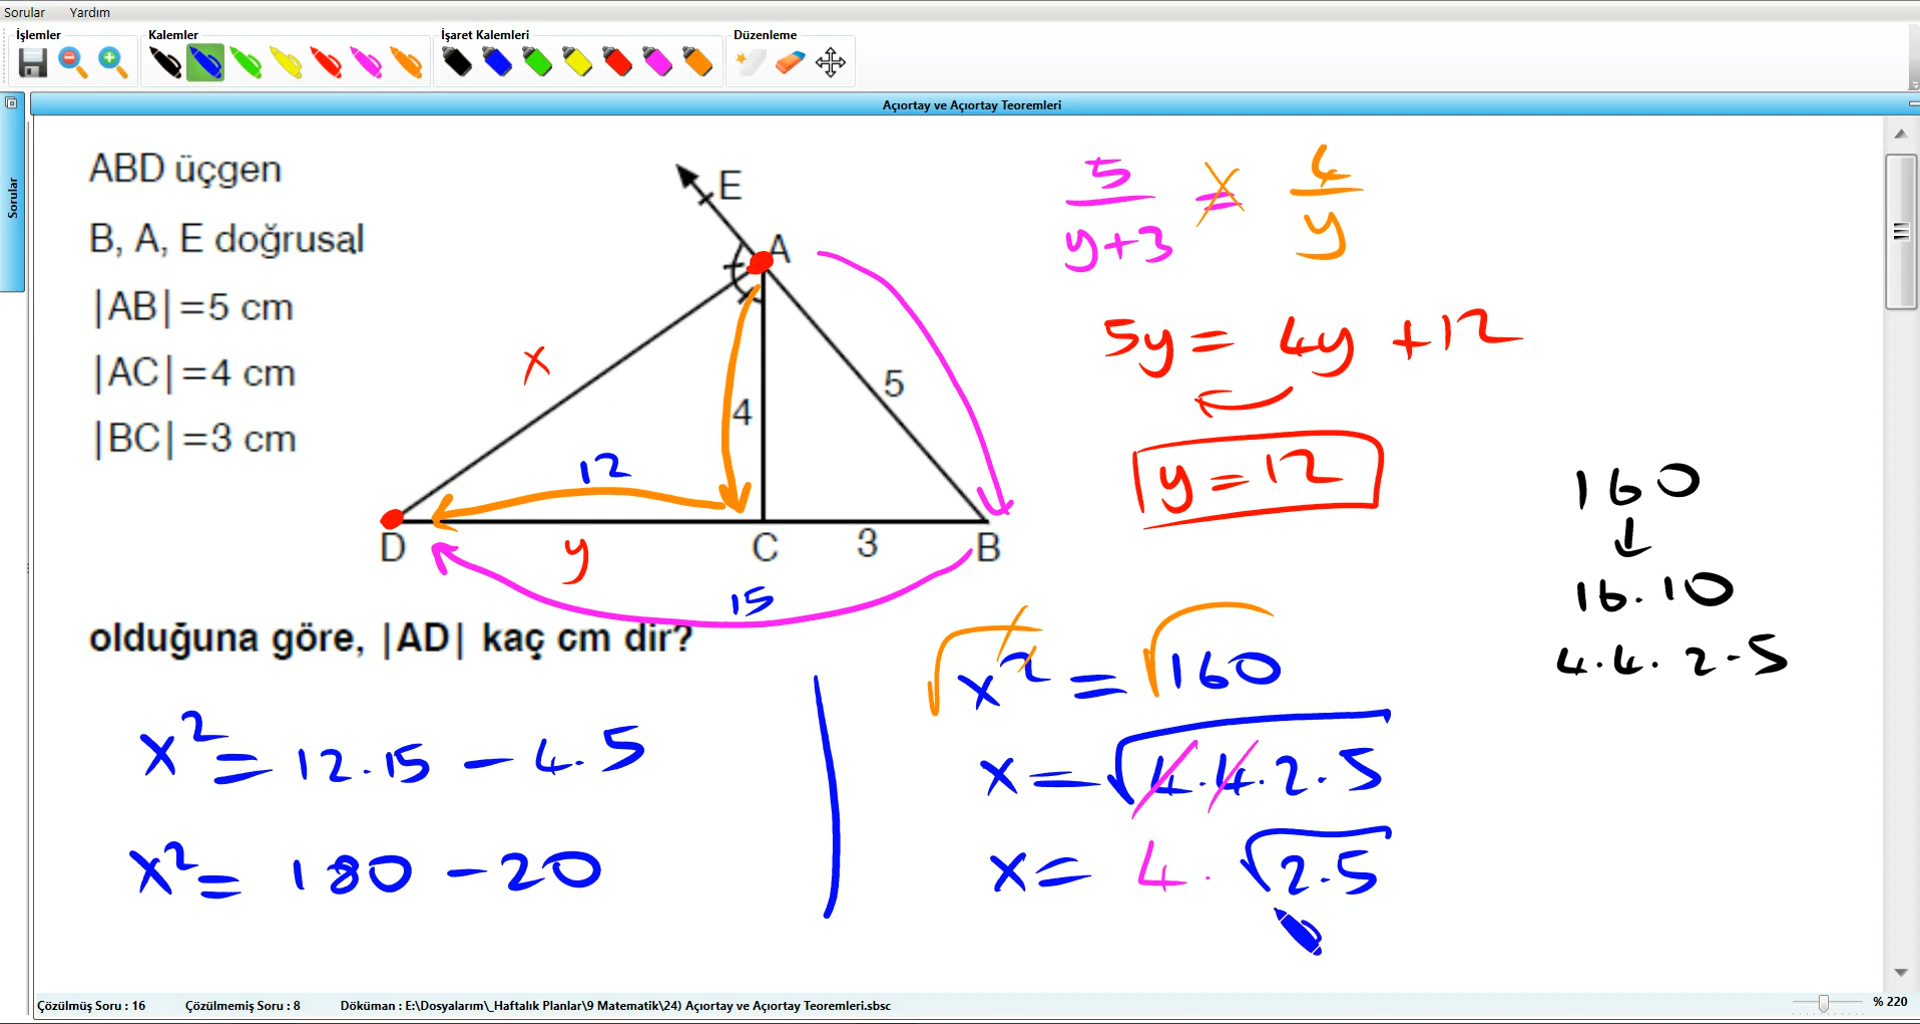 Sorular Yardım
İşlemler Kalemler İşaret Kalemleri Düzenleme
Açıortay ve Açıortay Teoremleri
Sorular
ABD üçgen
B, A, E doğrusal
|AB|=5 cm
|AC|=4 cm
|BC|=3 cm
E
A
x
4
5
12
D
y
C
3
B
15
olduğuna göre, |AD| kaç cm dir?
x² = 12.15 - 4.5
x² = 180 - 20
5/(y+3) = 4/y
5y = 4y + 12
y = 12
√x² = √160
x = √4.4.2.5
x = 4.√2.5
160
↓
16.10
4.4.2.5
Çözülmüş Soru : 16 Çözülmemiş Soru : 8 Döküman : E:\Dosyalarım\_Haftalık Planlar\9 Matematik\24) Açıortay ve Açıortay Teoremleri.sbsc % 220